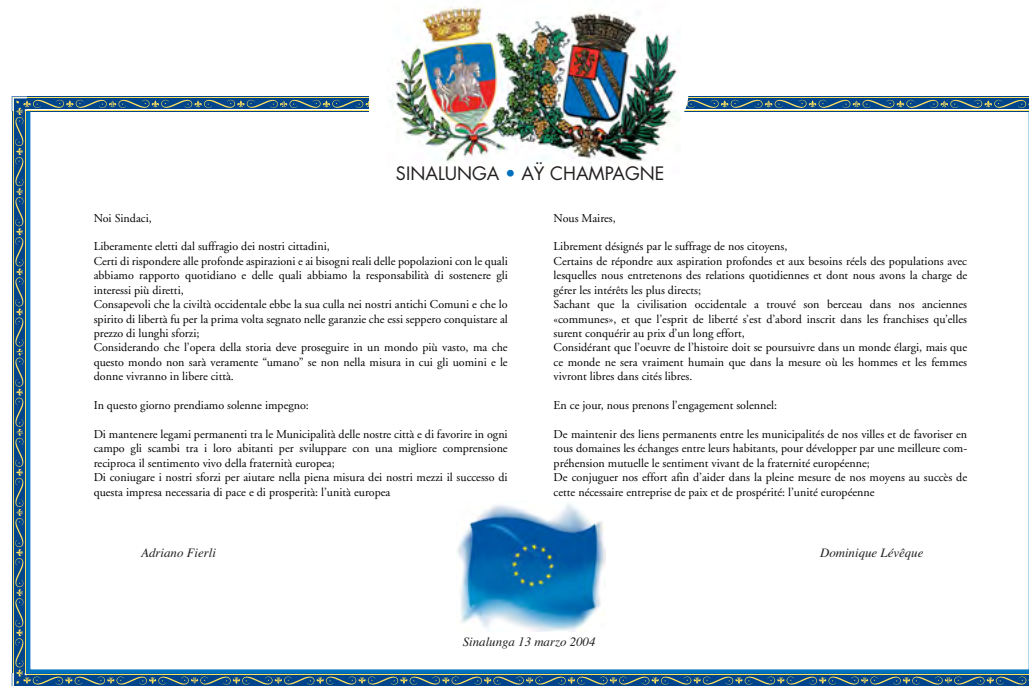 SINALUNGA • AŸ CHAMPAGNE
Noi Sindaci,
Liberamente eletti dal suffragio dei nostri cittadini,
Certi di rispondere alle profonde aspirazioni e ai bisogni reali delle popolazioni con le quali
abbiamo rapporto quotidiano e delle quali abbiamo la responsabilità di sostenere gli
interessi più diretti,
Consapevoli che la civiltà occidentale ebbe la sua culla nei nostri antichi Comuni e che lo
spirito di libertà fu per la prima volta segnato nelle garanzie che essi seppero conquistare al
prezzo di lunghi sforzi;
Considerando che l'opera della storia deve proseguire in un mondo più vasto, ma che
questo mondo non sarà veramente “umano” se non nella misura in cui gli uomini e le
donne vivranno in libere città.
In questo giorno prendiamo solenne impegno:
Di mantenere legami permanenti tra le Municipalità delle nostre città e di favorire in ogni
campo gli scambi tra i loro abitanti per sviluppare con una migliore comprensione
reciproca il sentimento vivo della fraternità europea;
Di coniugare i nostri sforzi per aiutare nella piena misura dei nostri mezzi il successo di
questa impresa necessaria di pace e di prosperità: l'unità europea
Adriano Fierli
Nous Maires,
Librement désignés par le suffrage de nos citoyens,
Certains de répondre aux aspiration profondes et aux besoins réels des populations avec
lesquelles nous entretenons des relations quotidiennes et dont nous avons la charge de
gérer les intérêts les plus directs;
Sachant que la civilisation occidentale a trouvé son berceau dans nos anciennes
«communes», et que l'esprit de liberté s'est d'abord inscrit dans les franchises qu'elles
surent conquérir au prix d'un long effort,
Considérant que l'oeuvre de l'histoire doit se poursuivre dans un monde élargi, mais que
ce monde ne sera vraiment humain que dans la mesure où les hommes et les femmes
vivront libres dans cités libres.
En ce jour, nous prenons l'engagement solennel:
De maintenir des liens permanents entre les municipalités de nos villes et de favoriser en
tous domaines les échanges entre leurs habitants, pour développer par une meilleure com-
préhension mutuelle le sentiment vivant de la fraternité européenne;
De conjuguer nos effort afin d'aider dans la pleine mesure de nos moyens au succès de
cette nécessaire entreprise de paix et de prospérité: l'unité européenne
Dominique Lévêque
Sinalunga 13 marzo 2004